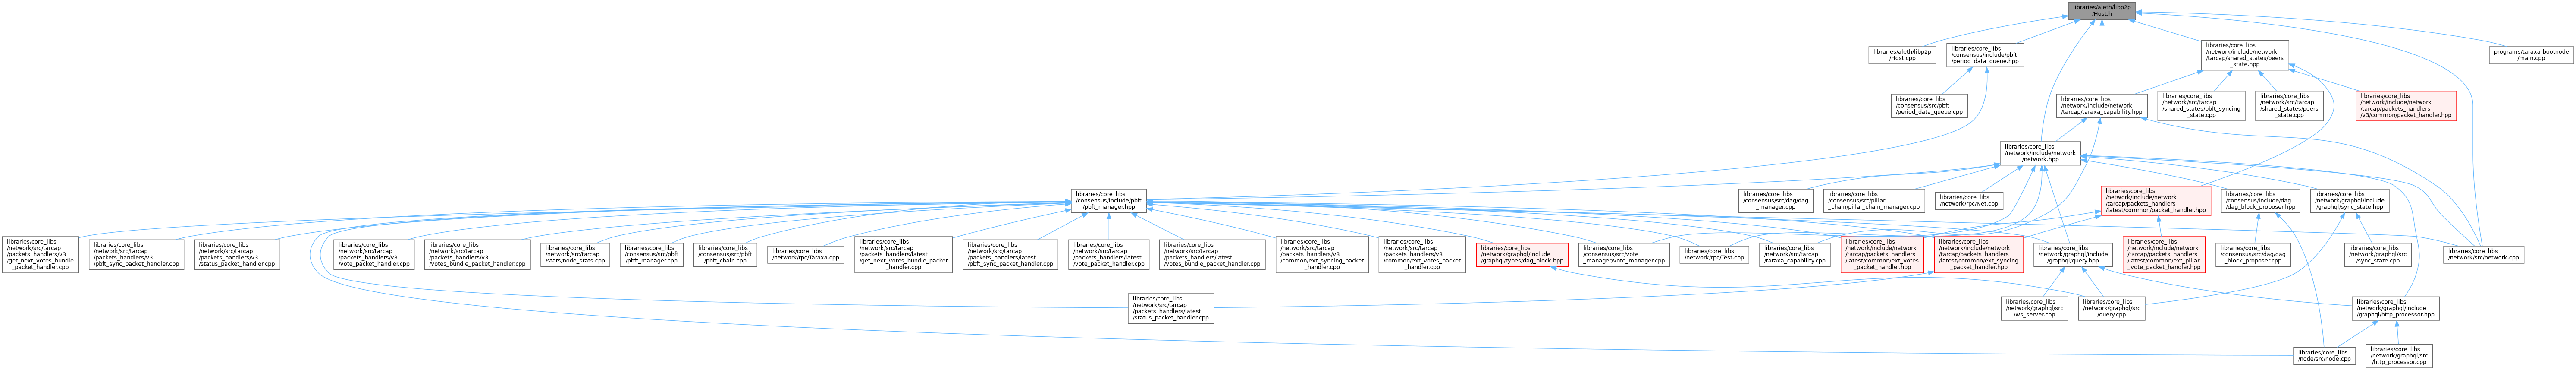 libraries/aleth/libp2p
/Host.h
libraries/aleth/libp2p
/Host.cpp
libraries/core_libs
/consensus/include/pbft
/period_data_queue.hpp
libraries/core_libs
/network/include/network
/tarcap/shared_states/peers
_state.hpp
programs/taraxa-bootnode
/main.cpp
libraries/core_libs
/consensus/src/pbft
/period_data_queue.cpp
libraries/core_libs
/network/include/network
/tarcap/taraxa_capability.hpp
libraries/core_libs
/network/src/tarcap
/shared_states/pbft_syncing
_state.cpp
libraries/core_libs
/network/src/tarcap
/shared_states/peers
_state.cpp
libraries/core_libs
/network/include/network
/tarcap/packets_handlers
/v3/common/packet_handler.hpp
libraries/core_libs
/network/include/network
/network.hpp
libraries/core_libs
/consensus/include/pbft
/pbft_manager.hpp
libraries/core_libs
/consensus/src/dag/dag
_manager.cpp
libraries/core_libs
/consensus/src/pillar
_chain/pillar_chain_manager.cpp
libraries/core_libs
/network/rpc/Net.cpp
libraries/core_libs
/network/include/network
/tarcap/packets_handlers
/latest/common/packet_handler.hpp
libraries/core_libs
/consensus/include/dag
/dag_block_proposer.hpp
libraries/core_libs
/network/graphql/include
/graphql/sync_state.hpp
libraries/core_libs
/network/src/tarcap
/packets_handlers/v3
/get_next_votes_bundle
_packet_handler.cpp
libraries/core_libs
/network/src/tarcap
/packets_handlers/v3
/pbft_sync_packet_handler.cpp
libraries/core_libs
/network/src/tarcap
/packets_handlers/v3
/status_packet_handler.cpp
libraries/core_libs
/network/src/tarcap
/packets_handlers/v3
/vote_packet_handler.cpp
libraries/core_libs
/network/src/tarcap
/packets_handlers/v3
/votes_bundle_packet_handler.cpp
libraries/core_libs
/network/src/tarcap
/stats/node_stats.cpp
libraries/core_libs
/consensus/src/pbft
/pbft_manager.cpp
libraries/core_libs
/consensus/src/pbft
/pbft_chain.cpp
libraries/core_libs
/network/rpc/Taraxa.cpp
libraries/core_libs
/network/src/tarcap
/packets_handlers/latest
/get_next_votes_bundle_packet
_handler.cpp
libraries/core_libs
/network/src/tarcap
/packets_handlers/latest
/pbft_sync_packet_handler.cpp
libraries/core_libs
/network/src/tarcap
/packets_handlers/latest
/vote_packet_handler.cpp
libraries/core_libs
/network/src/tarcap
/packets_handlers/latest
/votes_bundle_packet_handler.cpp
libraries/core_libs
/network/src/tarcap
/packets_handlers/v3
/common/ext_syncing_packet
_handler.cpp
libraries/core_libs
/network/src/tarcap
/packets_handlers/v3
/common/ext_votes_packet
_handler.cpp
libraries/core_libs
/network/graphql/include
/graphql/types/dag_block.hpp
libraries/core_libs
/consensus/src/vote
_manager/vote_manager.cpp
libraries/core_libs
/network/rpc/Test.cpp
libraries/core_libs
/network/src/tarcap
/taraxa_capability.cpp
libraries/core_libs
/network/include/network
/tarcap/packets_handlers
/latest/common/ext_votes
_packet_handler.hpp
libraries/core_libs
/network/include/network
/tarcap/packets_handlers
/latest/common/ext_syncing
_packet_handler.hpp
libraries/core_libs
/network/graphql/include
/graphql/query.hpp
libraries/core_libs
/network/include/network
/tarcap/packets_handlers
/latest/common/ext_pillar
_vote_packet_handler.hpp
libraries/core_libs
/consensus/src/dag/dag
_block_proposer.cpp
libraries/core_libs
/network/graphql/src
/sync_state.cpp
libraries/core_libs
/network/src/network.cpp
libraries/core_libs
/network/src/tarcap
/packets_handlers/latest
/status_packet_handler.cpp
libraries/core_libs
/network/graphql/src
/ws_server.cpp
libraries/core_libs
/network/graphql/src
/query.cpp
libraries/core_libs
/network/graphql/include
/graphql/http_processor.hpp
libraries/core_libs
/node/src/node.cpp
libraries/core_libs
/network/graphql/src
/http_processor.cpp